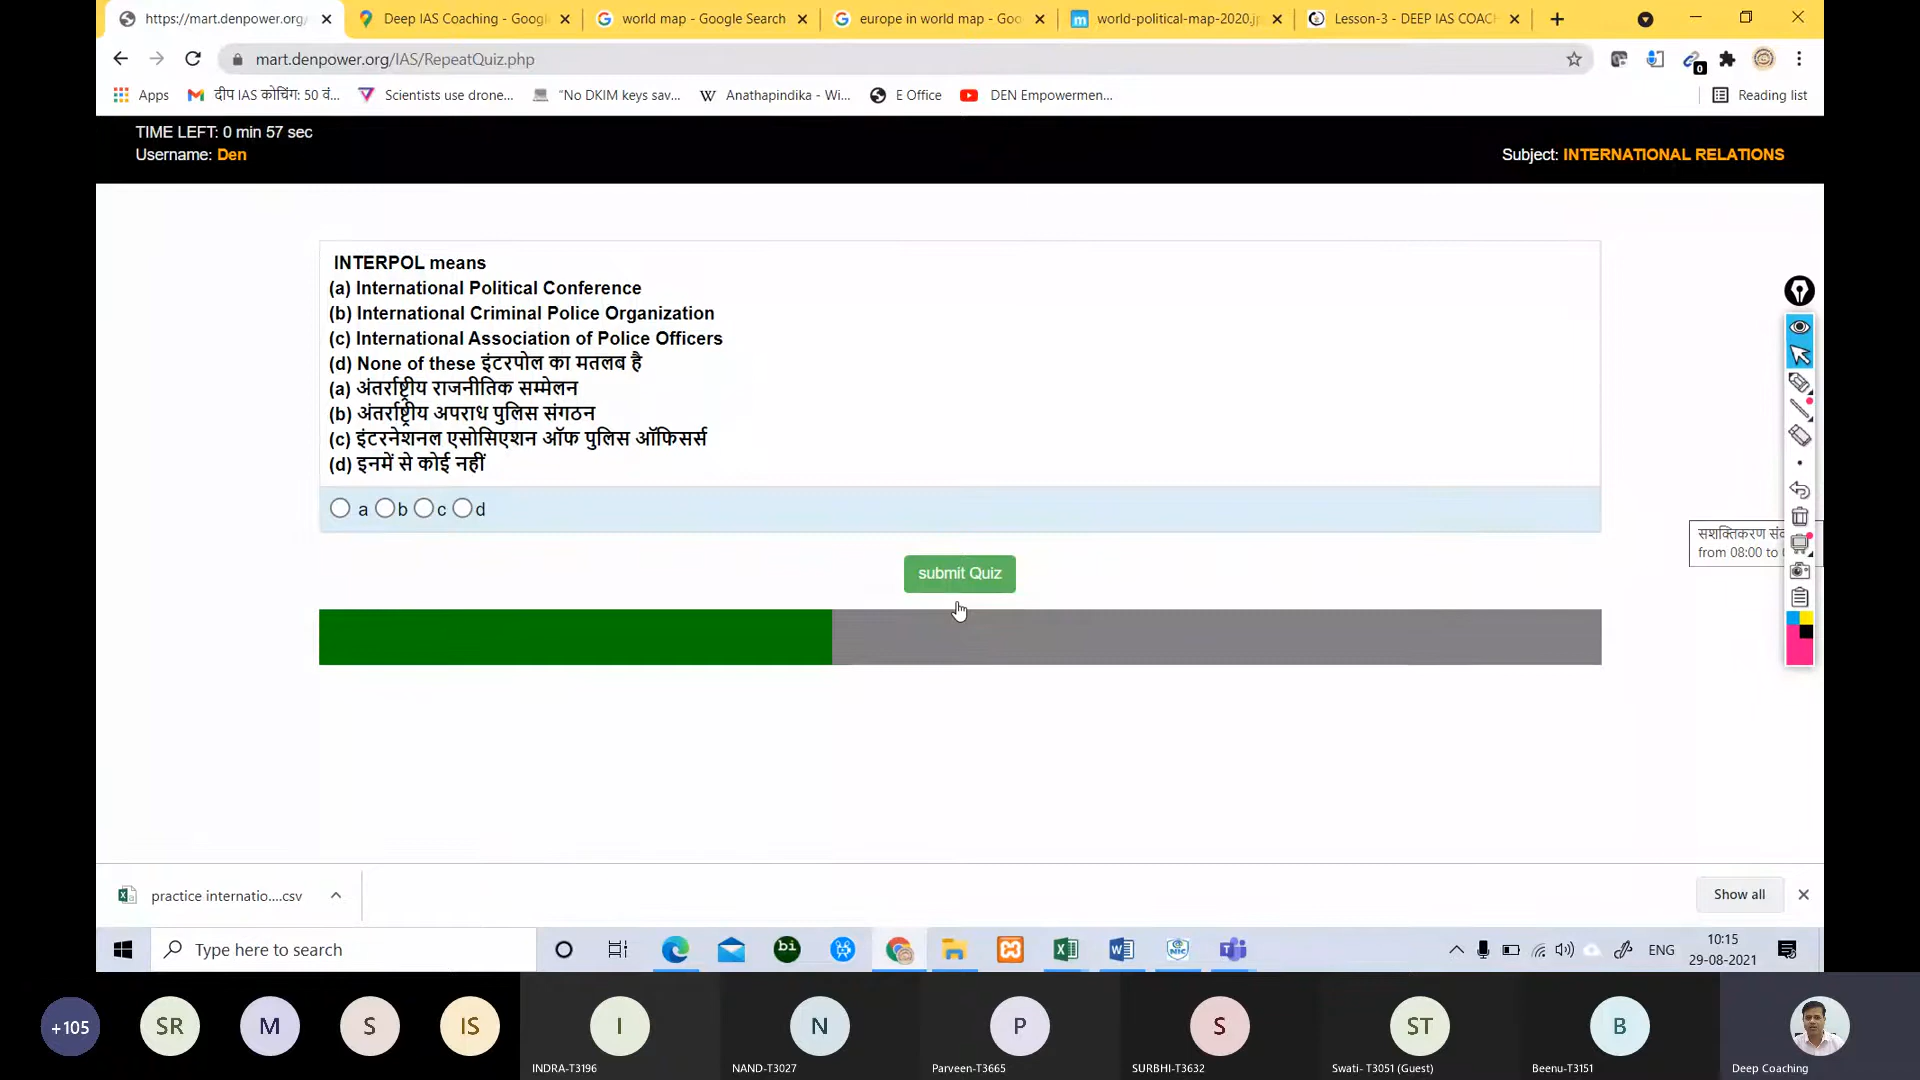 https://mart.denpower.org/
Deep IAS Coaching - Googl
world map - Google Search
europe in world map - Goo
world-political-map-2020.j
Lesson-3 - DEEP IAS COAC
mart.denpower.org/IAS/RepeatQuiz.php
0
Apps
दीप IAS कोचिंग: 50 वं...
Scientists use drone...
"No DKIM keys sav...
Anathapindika - Wi...
E Office
DEN Empowermen...
Reading list
TIME LEFT: 0 min 57 sec
Username: Den
Subject: INTERNATIONAL RELATIONS
INTERPOL means
(a) International Political Conference
(b) International Criminal Police Organization
(c) International Association of Police Officers
(d) None of these इंटरपोल का मतलब है
(a) अंतर्राष्ट्रीय राजनीतिक सम्मेलन
(b) अंतर्राष्ट्रीय अपराध पुलिस संगठन
(c) इंटरनेशनल एसोसिएशन ऑफ पुलिस ऑफिसर्स
(d) इनमें से कोई नहीं
a b c d
सशक्तिकरण
from 08:00 to
submit Quiz
practice internatio....csv
Show all
Type here to search
bi
NIC
ENG
10:15
29-08-2021
+105
SR
M
S
IS
I
N
P
S
ST
B
INDRA-T3196
NAND-T3027
Parveen-T3665
SURBHI-T3632
Swati- T3051 (Guest)
Beenu-T3151
Deep Coaching